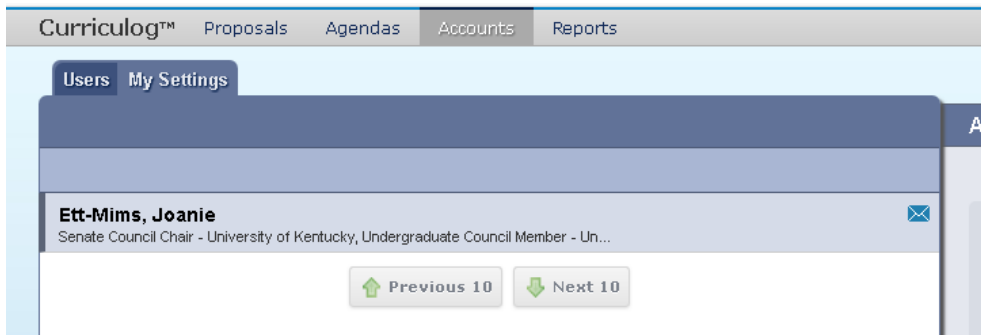 Curriculog™ Proposals Agendas Accounts Reports
Users My Settings
A
Ett-Mims, Joanie
Senate Council Chair - University of Kentucky, Undergraduate Council Member - Un...
Previous 10 Next 10